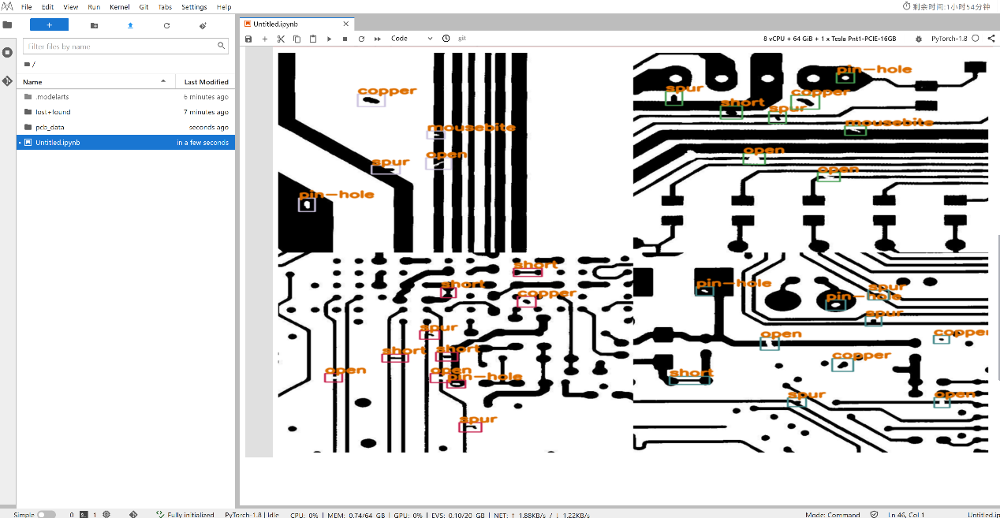 File Edit View Run Kernel Git Tabs Settings Help
剩余时间:1小时54分钟
Untitled.ipynb
Code
git
8 vCPU + 64 GiB + 1 x Tesla Pnt1-PCIE-16GB
PyTorch-1.8
Filter files by name
/
Name Last Modified
.modelarts 6 minutes ago
lost+found 7 minutes ago
pcb_data seconds ago
Untitled.ipynb in a few seconds
copper
mousebite
open
spur
pin-hole
pin-hole
spur
copper
short
spur
mousebite
open
open
short
short
copper
spur
short
short
open
open
pin-hole
spur
pin-hole
spur
pin-hole
spur
open
copper
copper
short
spur
open
Simple 0 1 Fully initialized PyTorch-1.8 | Idle CPU: 0% | MEM: 0.74/64 GB | GPU: 0% | EVS: 0.10/20 GB | NET: ↑ 1.88KB/s / ↓ 1.22KB/s Mode: Command Ln 46, Col 1 Untitled.ip